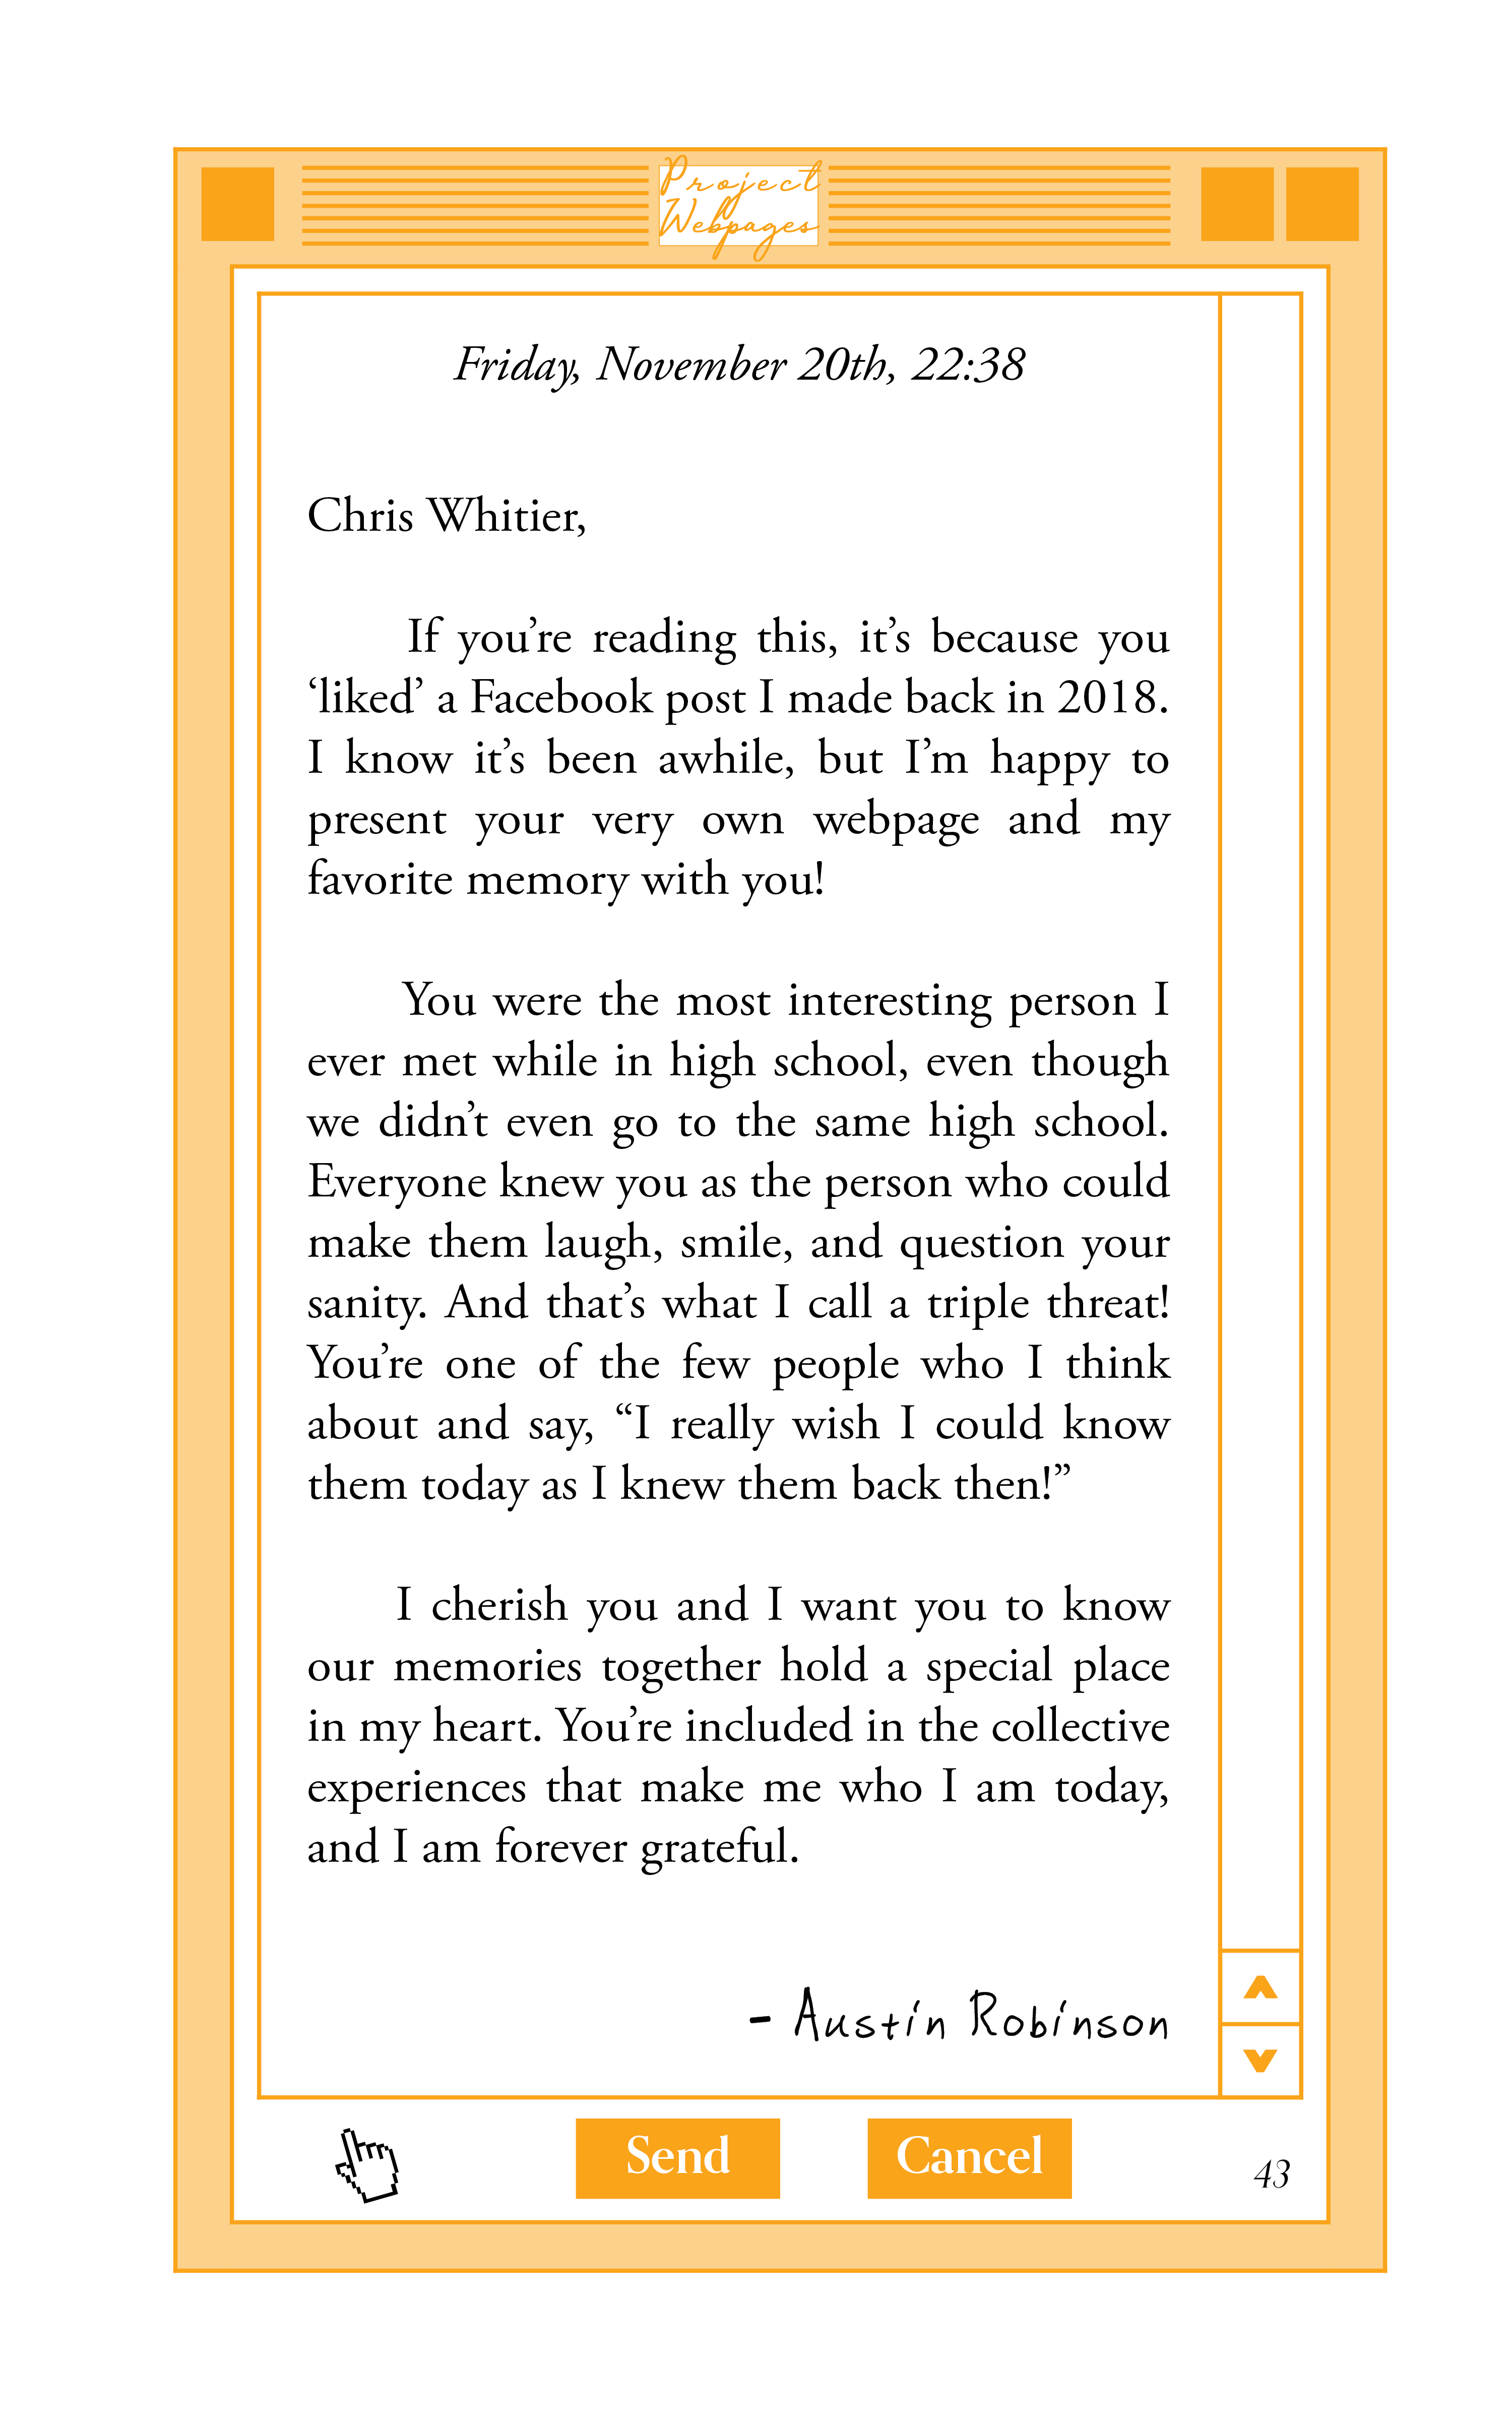 Project
Webpages
Friday, November 20th, 22:38
Chris Whitier,
If you’re reading this, it’s because you
‘liked’ a Facebook post I made back in 2018.
I know it’s been awhile, but I’m happy to
present your very own webpage and my
favorite memory with you!
You were the most interesting person I
ever met while in high school, even though
we didn’t even go to the same high school.
Everyone knew you as the person who could
make them laugh, smile, and question your
sanity. And that’s what I call a triple threat!
You’re one of the few people who I think
about and say, “I really wish I could know
them today as I knew them back then!”
I cherish you and I want you to know
our memories together hold a special place
in my heart. You’re included in the collective
experiences that make me who I am today,
and I am forever grateful.
- Austin Robinson
Send Cancel
43